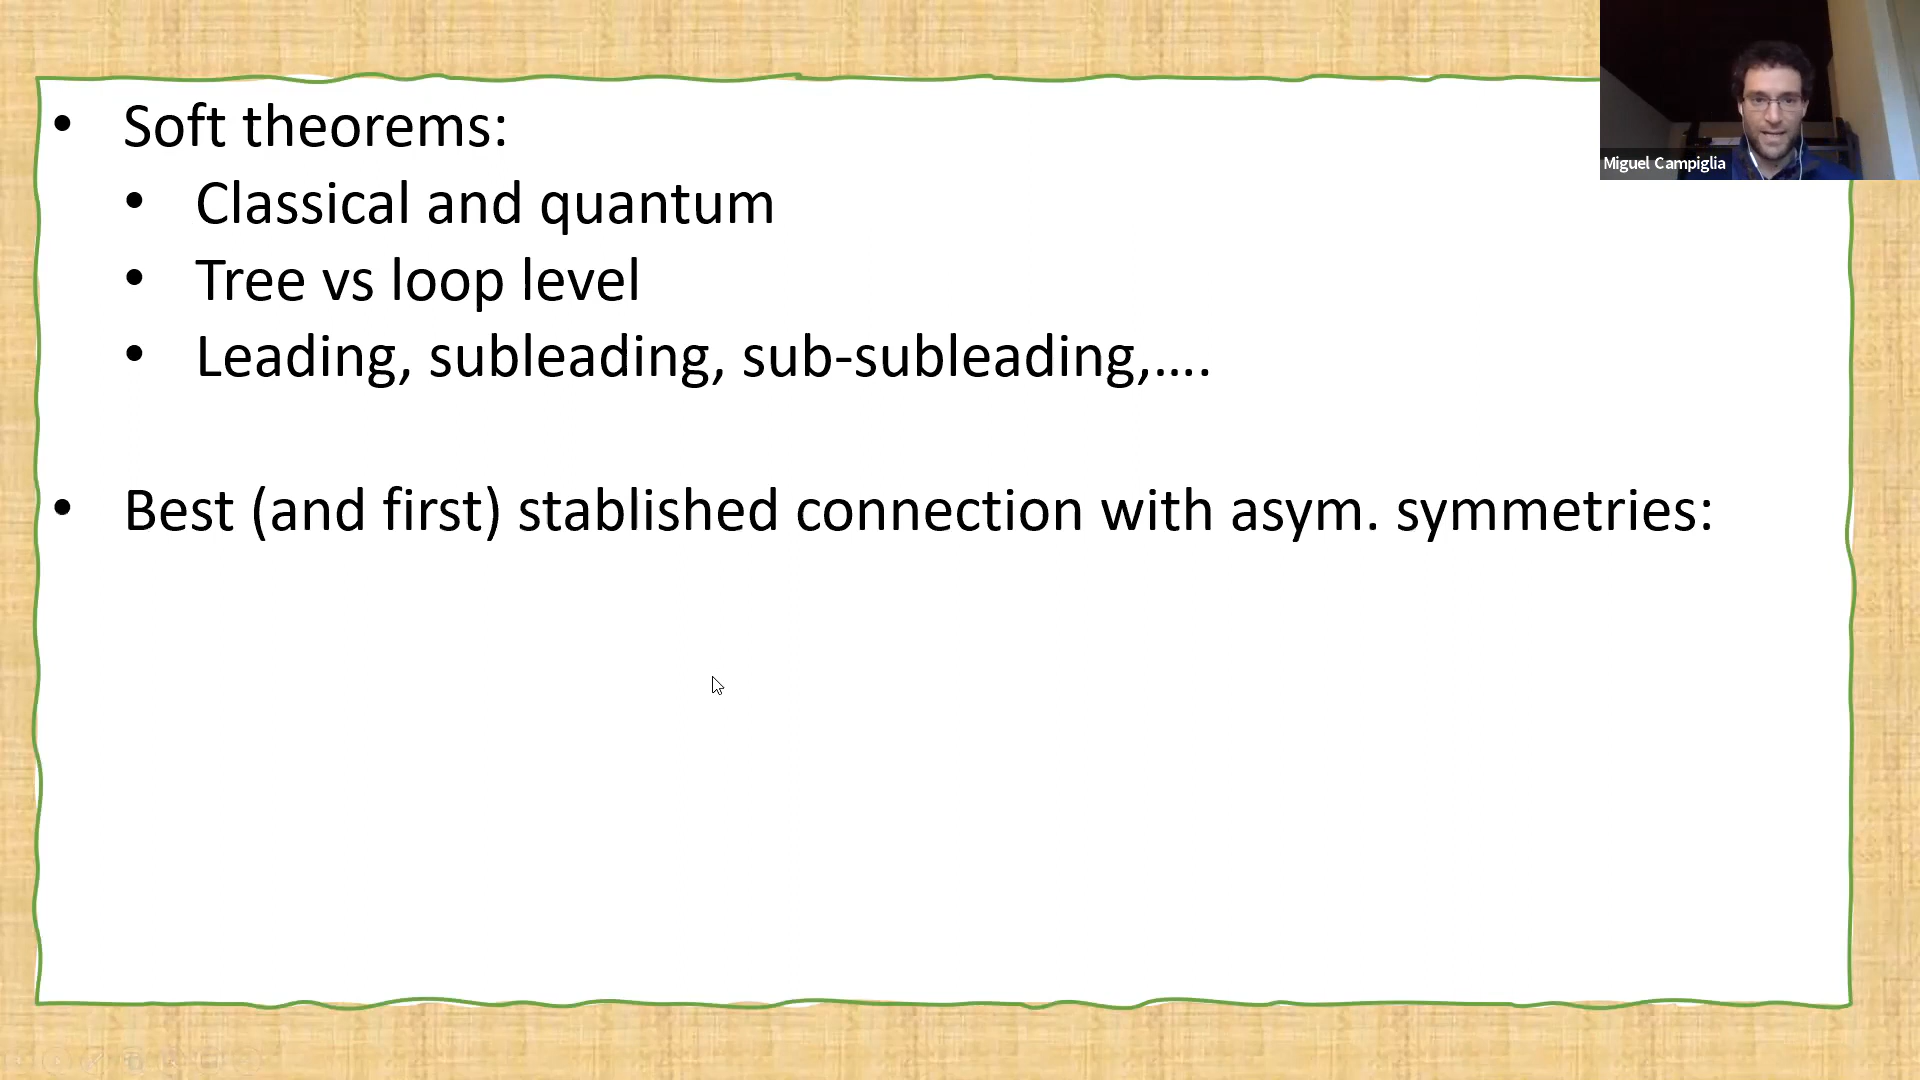 • Soft theorems:
• Classical and quantum
• Tree vs loop level
• Leading, subleading, sub-subleading,….
• Best (and first) stablished connection with asym. symmetries:
Miguel Campiglia